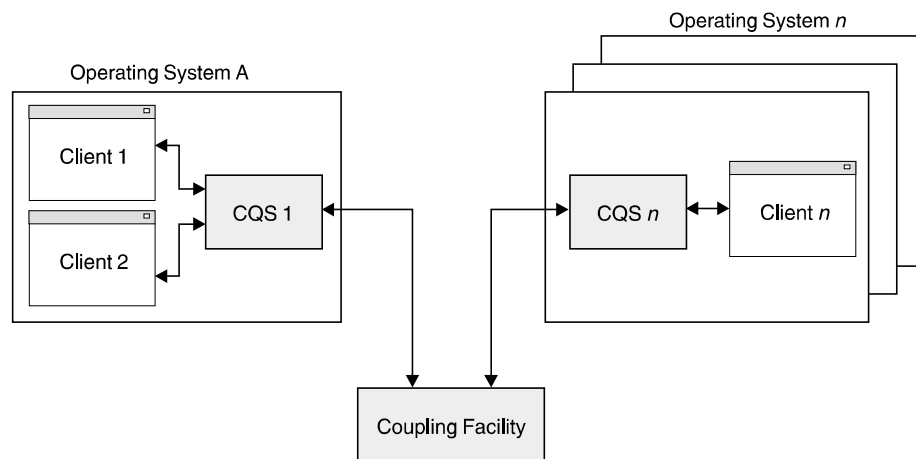 Operating System n
Operating System A
Client 1
Client 2
CQS 1
CQS n
Client n
Coupling Facility